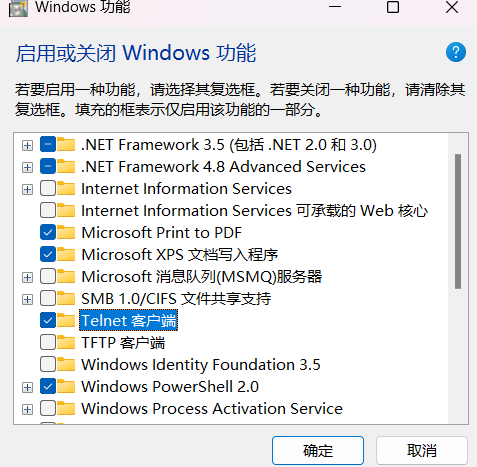 Windows 功能
启用或关闭 Windows 功能
?
若要启用一种功能，请选择其复选框。若要关闭一种功能，请清除其
复选框。填充的框表示仅启用该功能的一部分。
.NET Framework 3.5 (包括 .NET 2.0 和 3.0)
.NET Framework 4.8 Advanced Services
Internet Information Services
Internet Information Services 可承载的 Web 核心
Microsoft Print to PDF
Microsoft XPS 文档写入程序
Microsoft 消息队列(MSMQ)服务器
SMB 1.0/CIFS 文件共享支持
Telnet 客户端
TFTP 客户端
Windows Identity Foundation 3.5
Windows PowerShell 2.0
Windows Process Activation Service
确定
取消